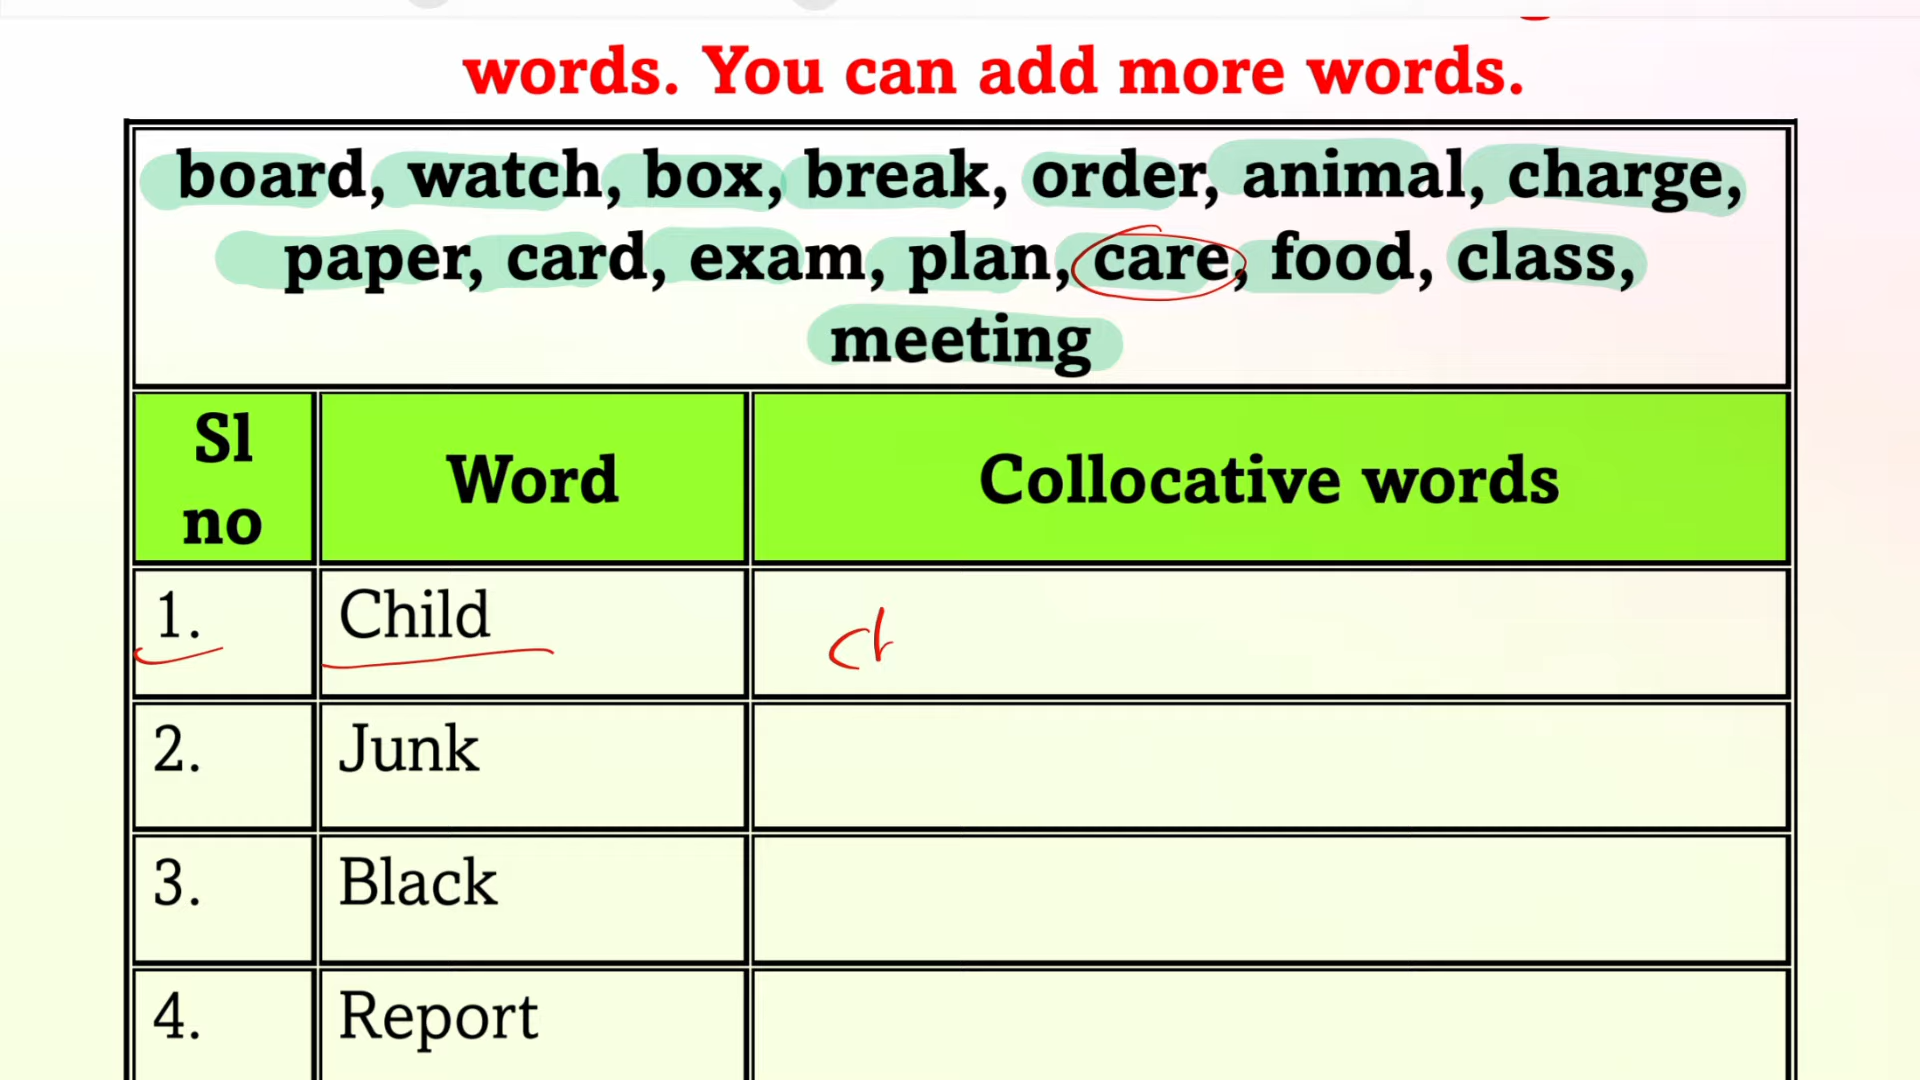 words. You can add more words.
board, watch, box, break, order, animal, charge,
paper, card, exam, plan, care, food, class,
meeting
Sl no
Word
Collocative words
1.
Child
ch
2.
Junk
3.
Black
4.
Report